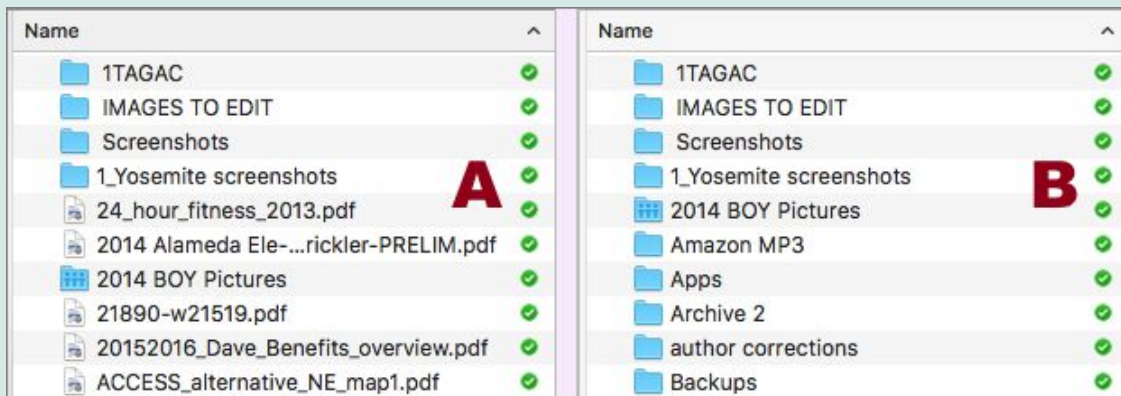 Name
1TAGAC
IMAGES TO EDIT
Screenshots
1_Yosemite screenshots
24_hour_fitness_2013.pdf
2014 Alameda Ele-...rickler-PRELIM.pdf
2014 BOY Pictures
21890-w21519.pdf
20152016_Dave_Benefits_overview.pdf
ACCESS_alternative_NE_map1.pdf
A
Name
1TAGAC
IMAGES TO EDIT
Screenshots
1_Yosemite screenshots
2014 BOY Pictures
Amazon MP3
Apps
Archive 2
author corrections
Backups
B